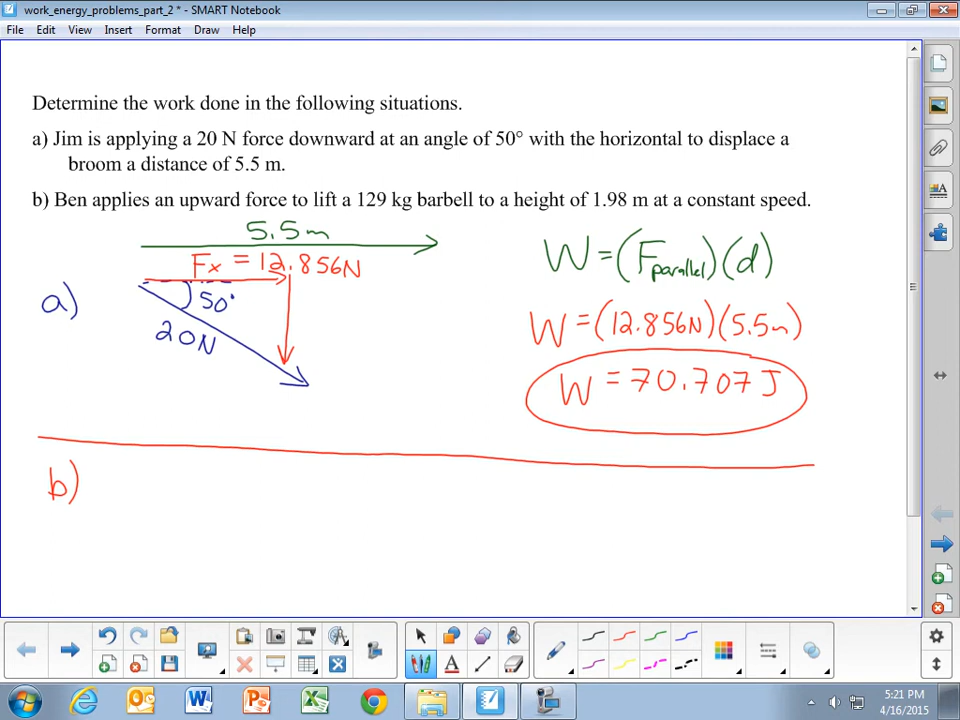 work_energy_problems_part_2 * - SMART Notebook
File Edit View Insert Format Draw Help
Determine the work done in the following situations.
a) Jim is applying a 20 N force downward at an angle of 50° with the horizontal to displace a
broom a distance of 5.5 m.
b) Ben applies an upward force to lift a 129 kg barbell to a height of 1.98 m at a constant speed.
5.5m
Fx = 12.856N
a)
50°
20N
W = (Fparallel)(d)
W = (12.856N)(5.5m)
W = 70.707 J
b)
A
5:21 PM
4/16/2015